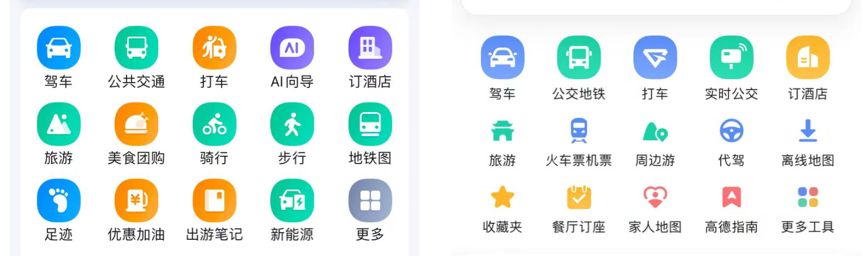 驾车 公共交通 打车 AI向导 订酒店
旅游 美食团购 骑行 步行 地铁图
足迹 优惠加油 出游笔记 新能源 更多
驾车 公交地铁 打车 实时公交 订酒店
旅游 火车票机票 周边游 代驾 离线地图
收藏夹 餐厅订座 家人地图 高德指南 更多工具